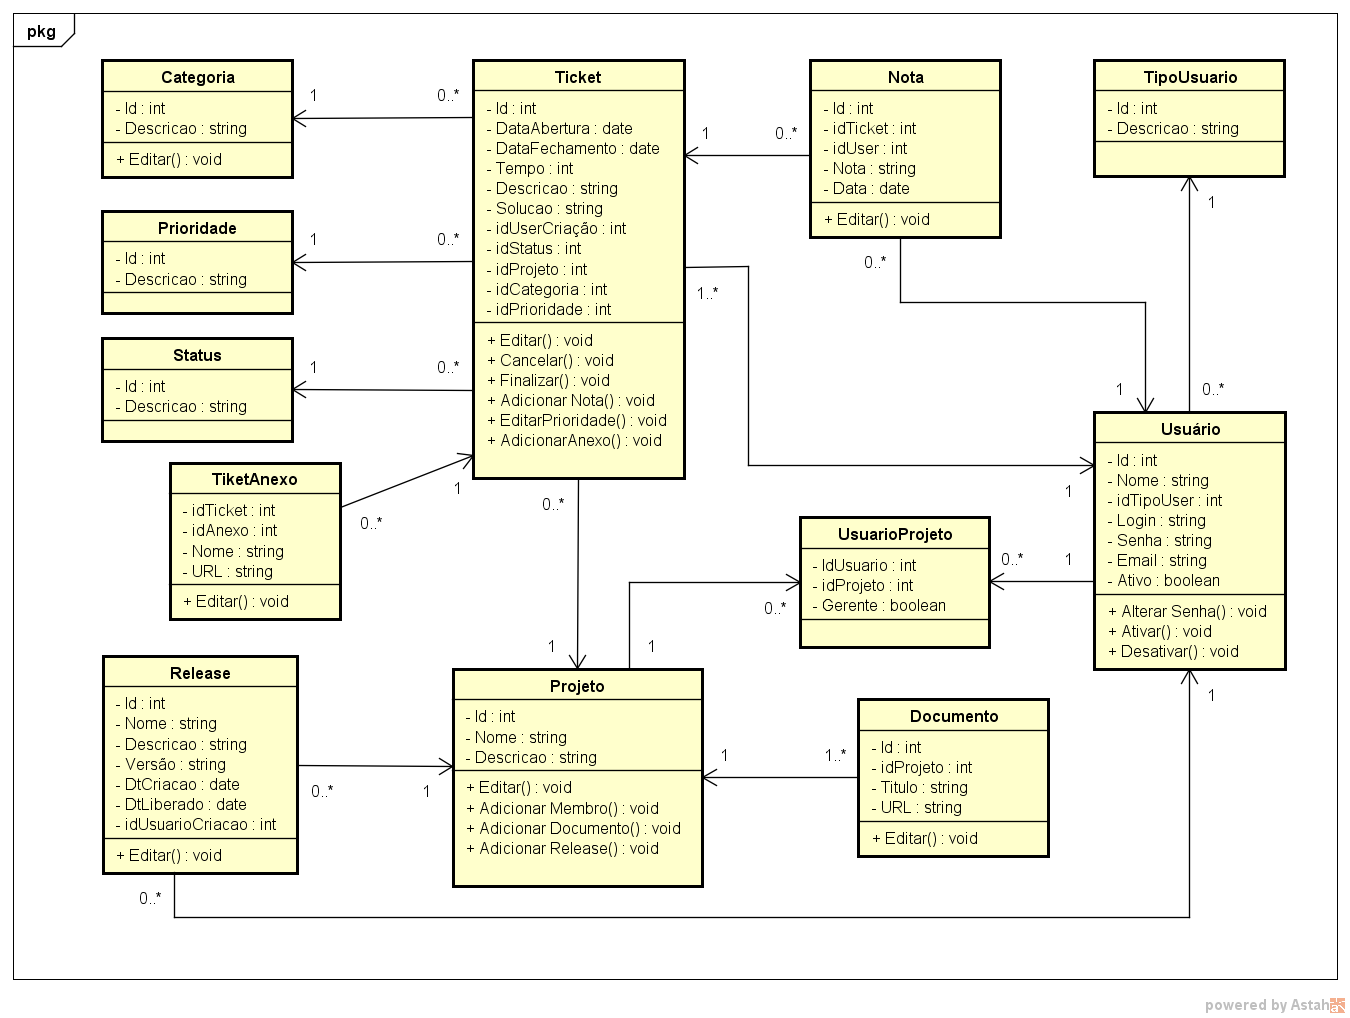 pkg
Categoria
- Id : int
- Descricao : string
+ Editar() : void
1
0..*
Ticket
- Id : int
- DataAbertura : date
- DataFechamento : date
- Tempo : int
- Descricao : string
- Solucao : string
- idUserCriação : int
- idStatus : int
- idProjeto : int
- idCategoria : int
- idPrioridade : int
+ Editar() : void
+ Cancelar() : void
+ Finalizar() : void
+ Adicionar Nota() : void
+ EditarPrioridade() : void
+ AdicionarAnexo() : void
1
0..*
Nota
- Id : int
- idTicket : int
- idUser : int
- Nota : string
- Data : date
+ Editar() : void
0..*
TipoUsuario
- Id : int
- Descricao : string
1
Prioridade
- Id : int
- Descricao : string
1
0..*
1..*
Status
- Id : int
- Descricao : string
1
0..*
1
0..*
Usuário
- Id : int
- Nome : string
- idTipoUser : int
- Login : string
- Senha : string
- Email : string
- Ativo : boolean
+ Alterar Senha() : void
+ Ativar() : void
+ Desativar() : void
TiketAnexo
- idTicket : int
- idAnexo : int
- Nome : string
- URL : string
+ Editar() : void
1
0..*
0..*
1
UsuarioProjeto
- IdUsuario : int
- idProjeto : int
- Gerente : boolean
0..*
1
0..*
1
1
Release
- Id : int
- Nome : string
- Descricao : string
- Versão : string
- DtCriacao : date
- DtLiberado : date
- idUsuarioCriacao : int
+ Editar() : void
0..*
1
Projeto
- Id : int
- Nome : string
- Descricao : string
+ Editar() : void
+ Adicionar Membro() : void
+ Adicionar Documento() : void
+ Adicionar Release() : void
1
1..*
Documento
- Id : int
- idProjeto : int
- Titulo : string
- URL : string
+ Editar() : void
1
0..*
powered by Astah